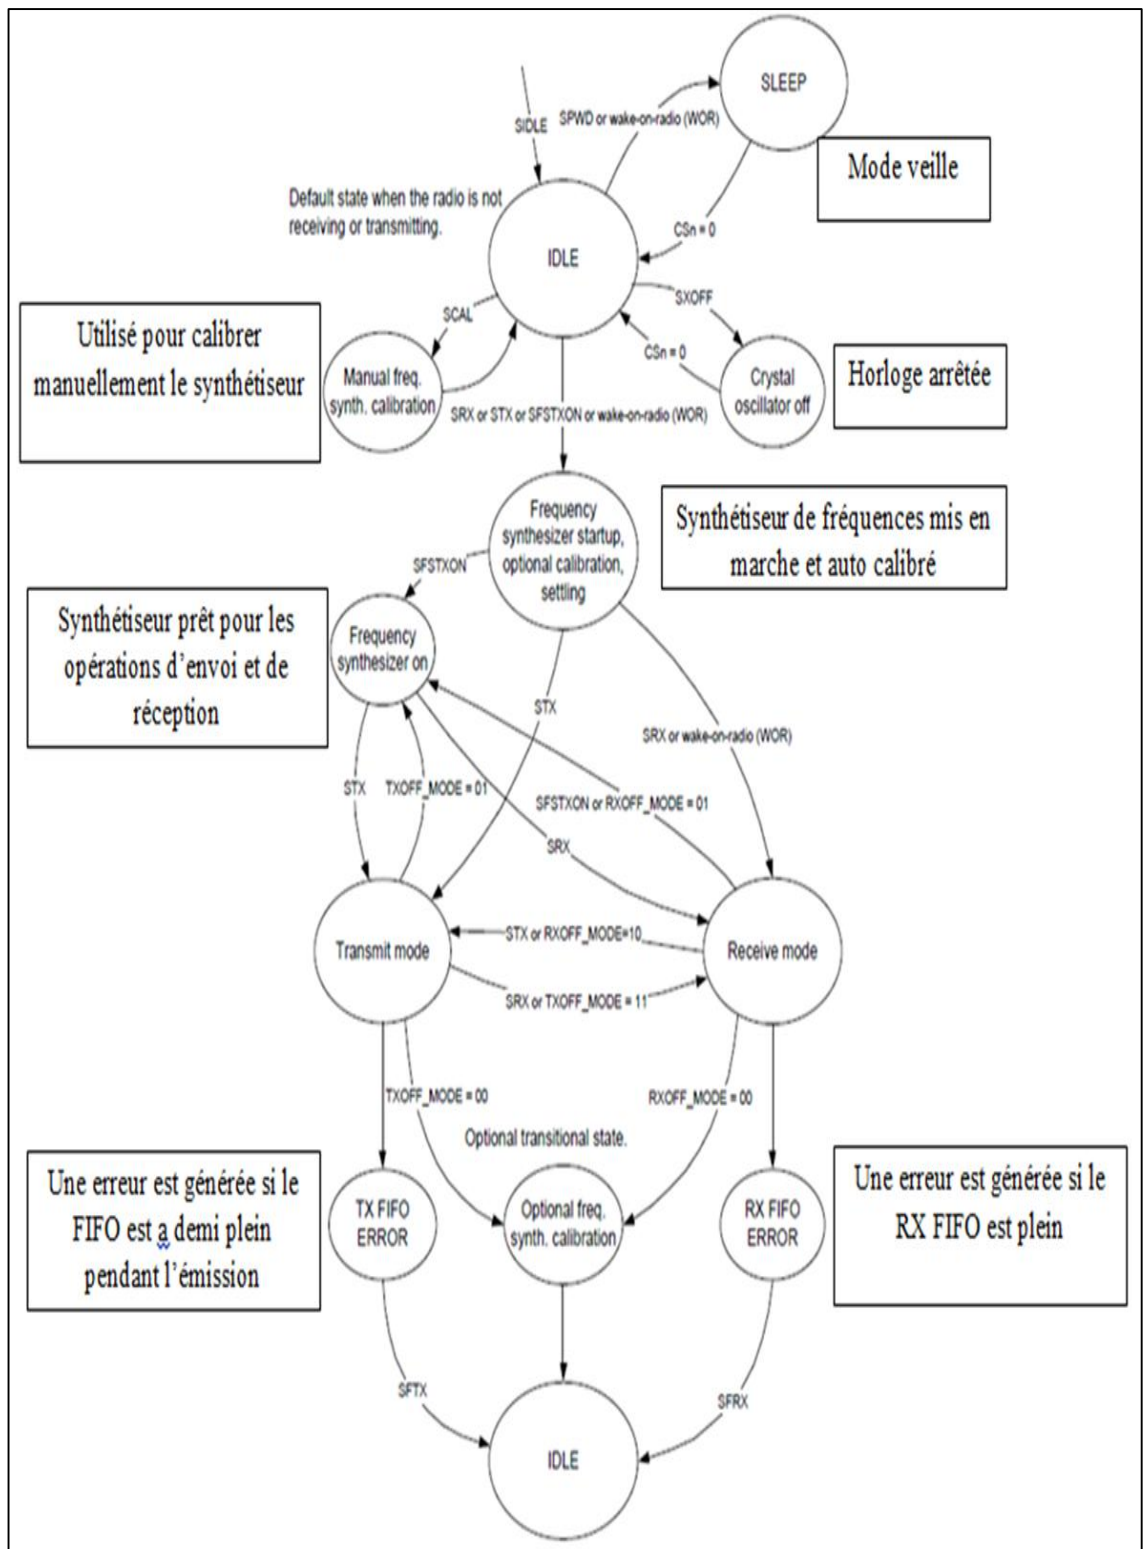 SLEEP
SPWD or wake-on-radio (WOR)
SIDLE
Mode veille
Default state when the radio is not
receiving or transmitting.
CSn = 0
IDLE
SXOFF
SCAL
Utilisé pour calibrer
manuellement le synthétiseur
CSn = 0
Manual freq.
synth. calibration
Crystal
oscillator off
Horloge arrêtée
SRX or STX or SFSTXON or wake-on-radio (WOR)
Frequency
synthesizer startup,
optional calibration,
settling
Synthétiseur de fréquences mis en
marche et auto calibré
SFSTXON
Synthétiseur prêt pour les
opérations d'envoi et de
réception
Frequency
synthesizer on
STX
SRX or wake-on-radio (WOR)
STX
TXOFF_MODE = 01
SFSTXON or RXOFF_MODE = 01
SRX
Transmit mode
STX or RXOFF_MODE=10
Receive mode
SRX or TXOFF_MODE = 11
TXOFF_MODE = 00
RXOFF_MODE = 00
Optional transitional state.
Une erreur est générée si le
FIFO est a demi plein
pendant l'émission
TX FIFO
ERROR
Optional freq.
synth. calibration
RX FIFO
ERROR
Une erreur est générée si le
RX FIFO est plein
SFTX
SFRX
IDLE